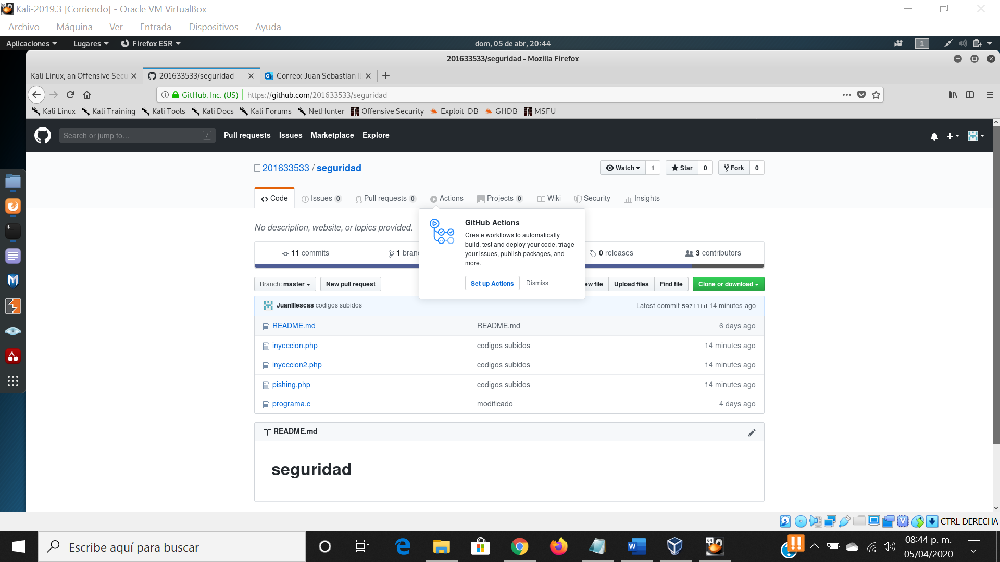 Kali-2019.3 [Corriendo] - Oracle VM VirtualBox
Archivo Máquina Ver Entrada Dispositivos Ayuda
Aplicaciones Lugares Firefox ESR dom, 05 de abr, 20:44 1
201633533/seguridad - Mozilla Firefox
Kali Linux, an Offensive Secu 201633533/seguridad Correo: Juan Sebastian Il
GitHub, Inc. (US) https://github.com/201633533/seguridad
Kali Linux Kali Training Kali Tools Kali Docs Kali Forums NetHunter Offensive Security Exploit-DB GHDB MSFU
Search or jump to… / Pull requests Issues Marketplace Explore
201633533 / seguridad Watch 1 Star 0 Fork 0
Code Issues 0 Pull requests 0 Actions Projects 0 Wiki Security Insights
No description, website, or topics provided.
GitHub Actions
Create workflows to automatically
build, test and deploy your code, triage
your issues, publish packages, and
more.
Set up Actions Dismiss
11 commits 1 bran 0 releases 3 contributors
Branch: master New pull request ew file Upload files Find file Clone or download
JuanIllescas codigos subidos Latest commit 597f1fd 14 minutes ago
README.md README.md 6 days ago
inyeccion.php codigos subidos 14 minutes ago
inyeccion2.php codigos subidos 14 minutes ago
pishing.php codigos subidos 14 minutes ago
programa.c modificado 4 days ago
README.md
seguridad
CTRL DERECHA
Escribe aquí para buscar
08:44 p. m.
05/04/2020